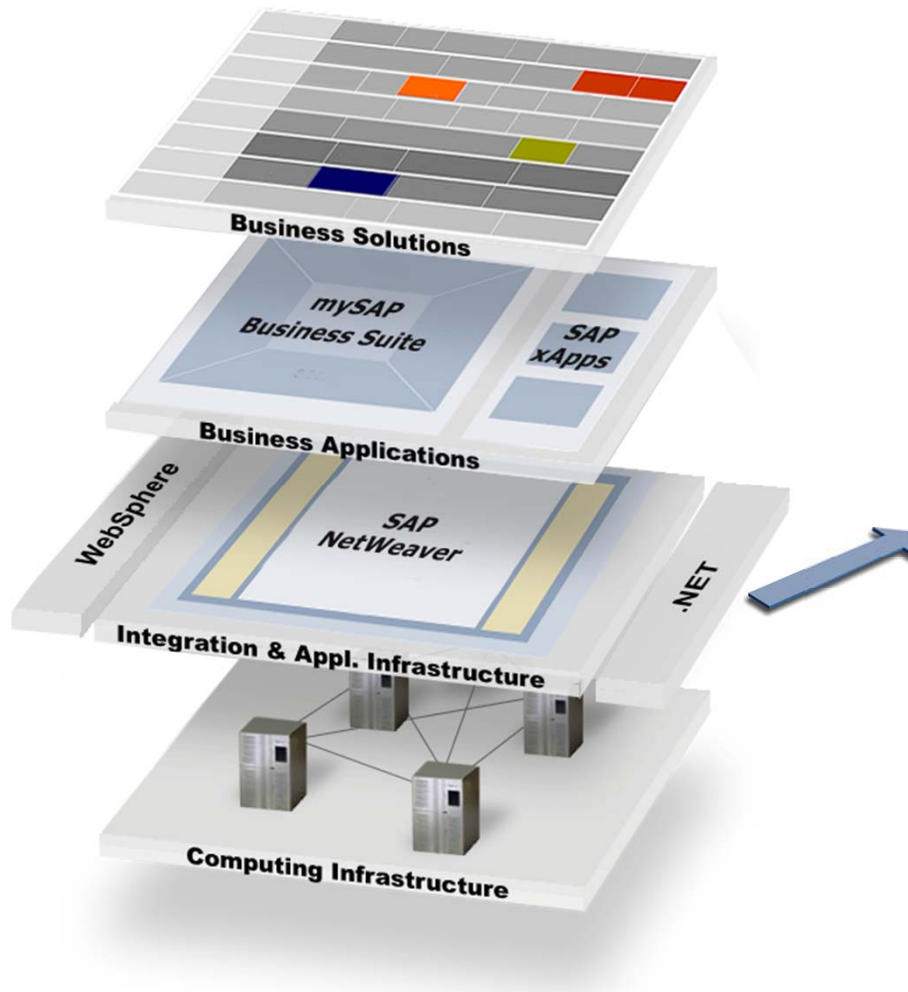 Business Solutions
mySAP
Business Suite
SAP
xApps
Business Applications
WebSphere
SAP
NetWeaver
.NET
Integration & Appl. Infrastructure
Computing Infrastructure